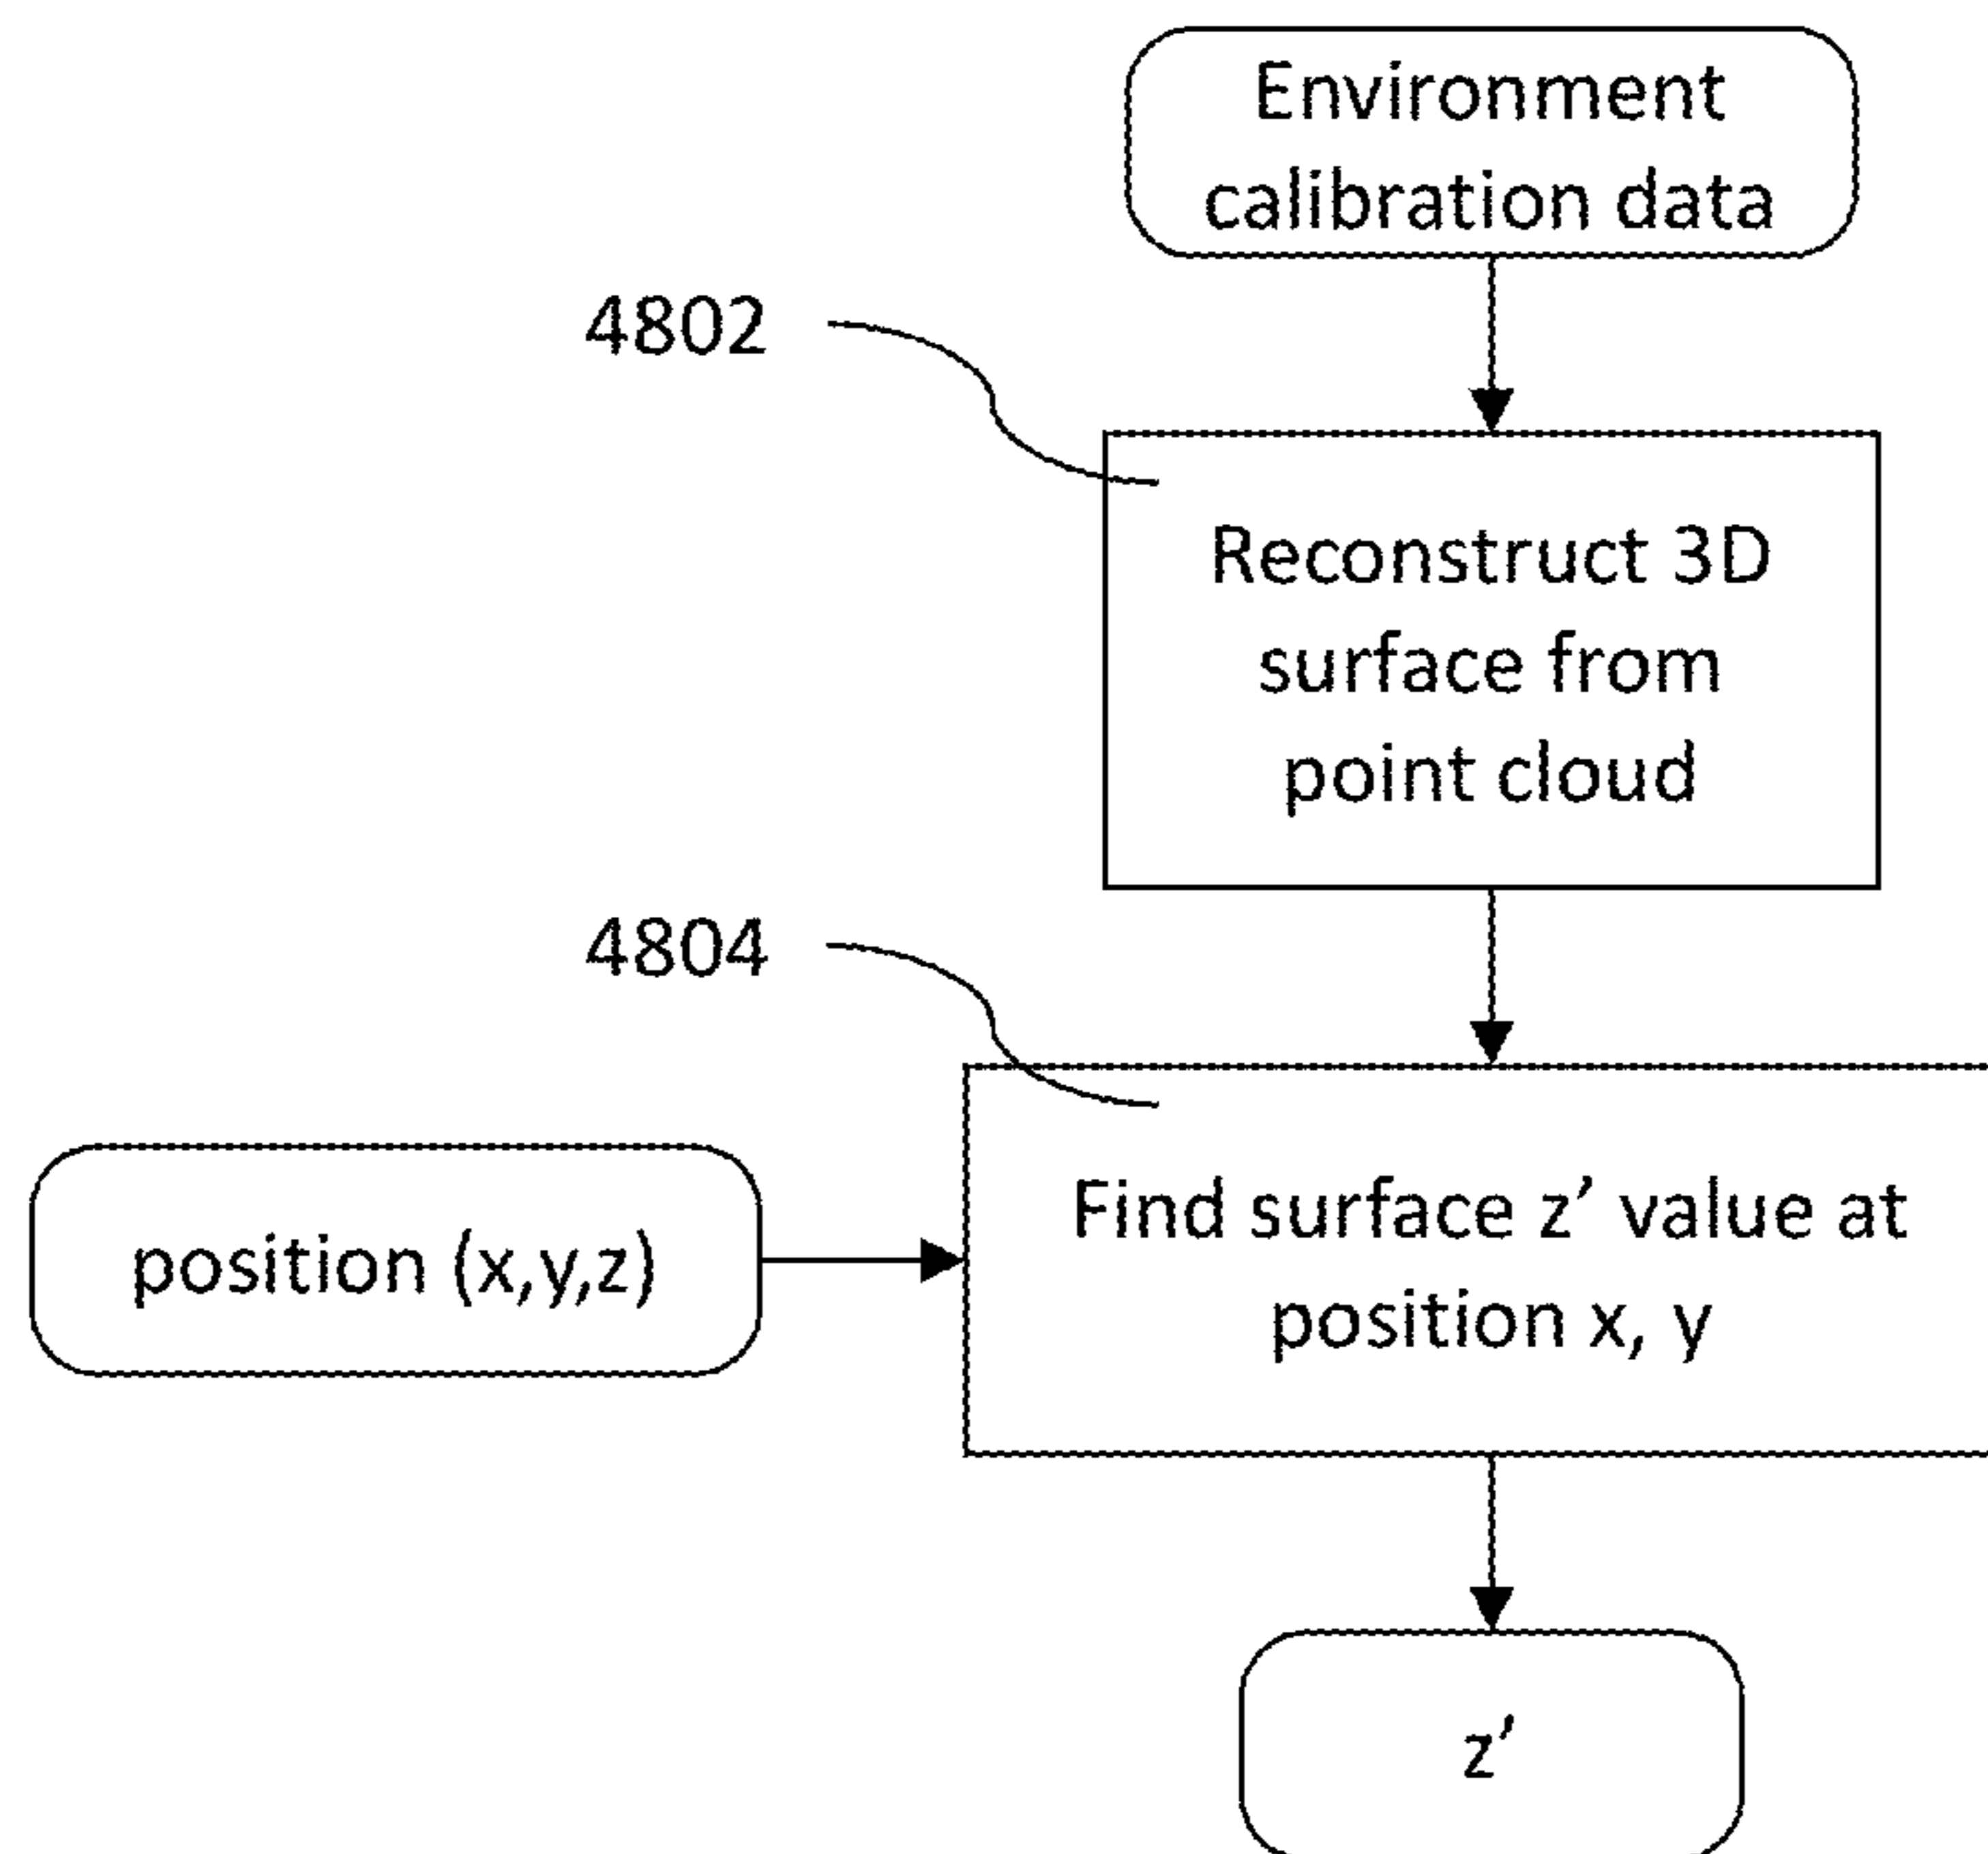 Environment
calibration data
4802
Reconstruct 3D
surface from
point cloud
4804
Find surface z’ value at
position x, y
position (x,y,z)
z’